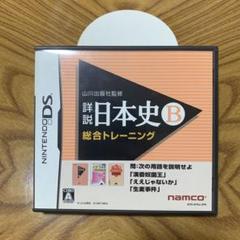 山川出版社監修
詳説
日本史B
総合トレーニング
NINTENDO DS
問:次の用語を説明せよ
「漢委奴国王」
「ええじゃないか」
「生麦事件」
namco
A